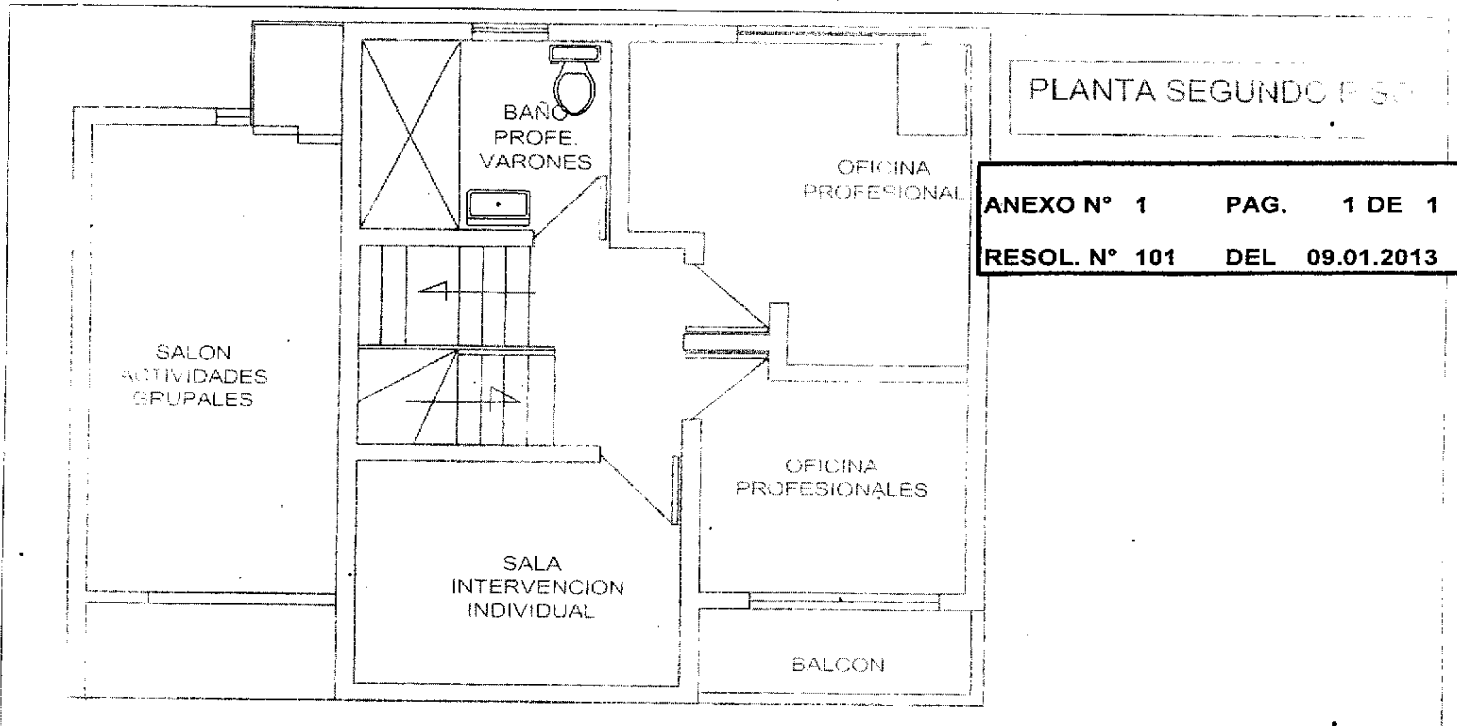 PLANTA SEGUNDO PISO
ANEXO N° 1 PAG. 1 DE 1
RESOL. N° 101 DEL 09.01.2013
BAÑO
PROFE.
VARONES
OFICINA
PROFESIONAL
SALON
ACTIVIDADES
GRUPALES
OFICINA
PROFESIONALES
SALA
INTERVENCION
INDIVIDUAL
BALCON